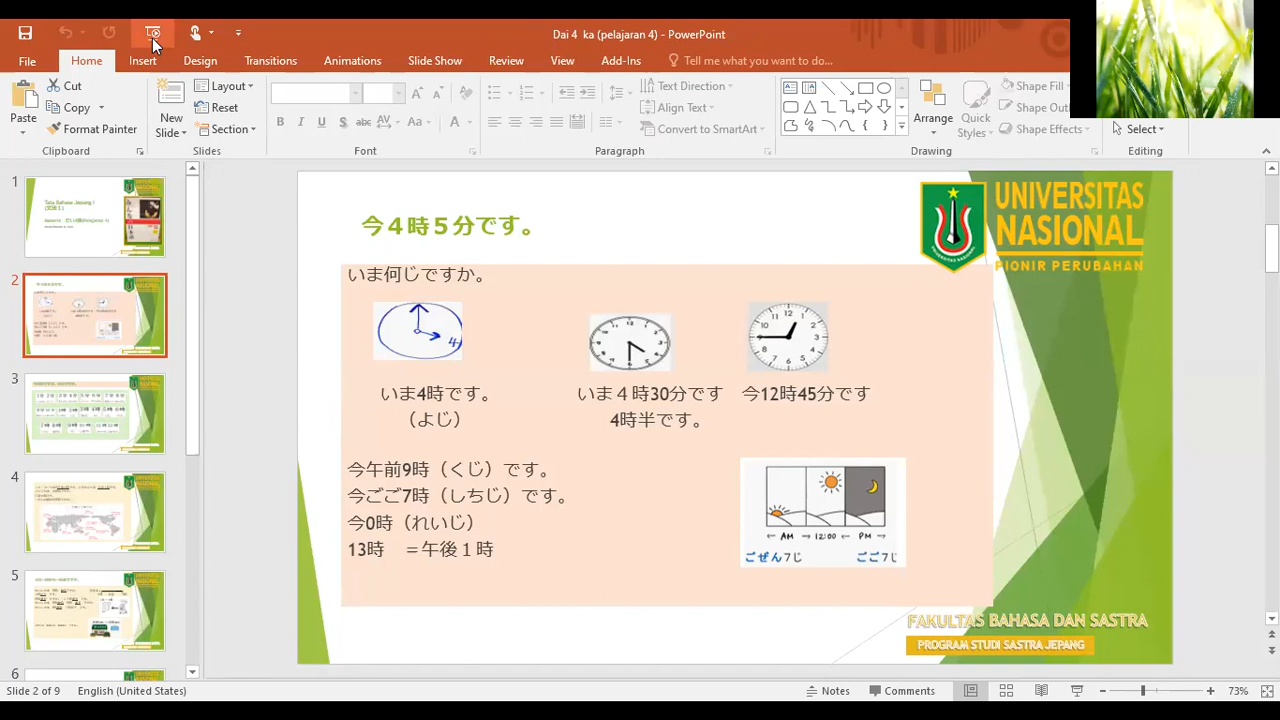 Dai 4 ka (pelajaran 4) - PowerPoint
File Home Insert Design Transitions Animations Slide Show Review View Add-Ins Tell me what you want to do...
Paste
Cut
Copy
Format Painter
Clipboard
New Slide
Layout
Reset
Section
Slides
Font
Text Direction
Align Text
Convert to SmartArt
Paragraph
Arrange
Quick Styles
Shape Fill
Shape Out
Shape Effects
Drawing
Select
Editing
1
2
3
4
5
6
今４時５分です。
UNIVERSITAS
NASIONAL
PIONIR PERUBAHAN
いま何じですか。
いま4時です。
（よじ）
いま４時30分です
4時半です。
今12時45分です
今午前9時（くじ）です。
今ごご7時（しちじ）です。
今0時（れいじ）
13時　＝午後１時
AM 12:00 PM
ごぜん7じ ごご7じ
FAKULTAS BAHASA DAN SASTRA
PROGRAM STUDI SASTRA JEPANG
Slide 2 of 9 English (United States) Notes Comments 73%